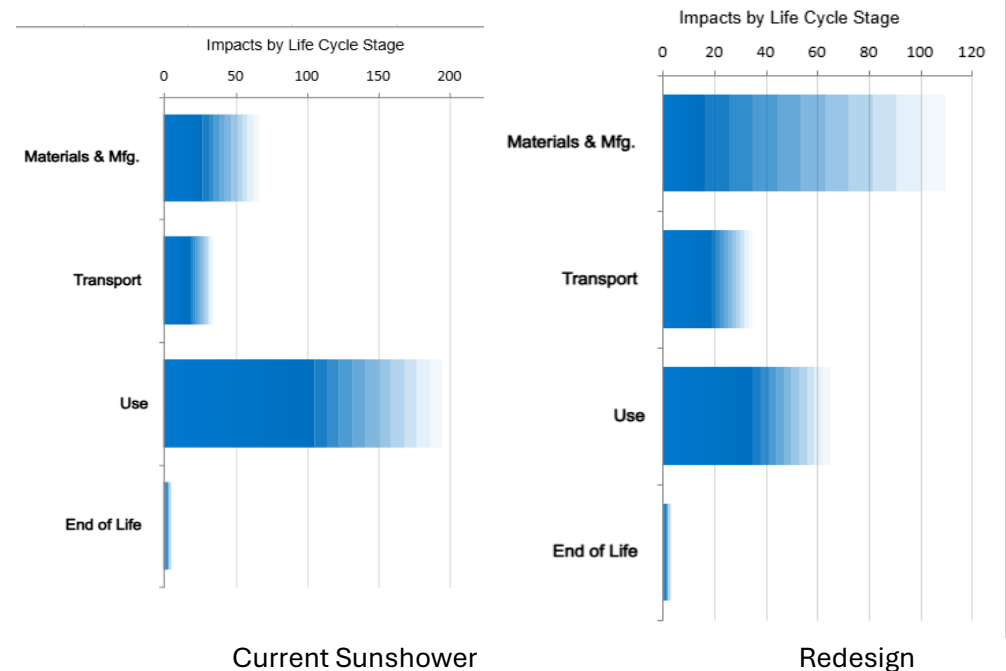 Impacts by Life Cycle Stage
0 50 100 150 200
Materials & Mfg.
Transport
Use
End of Life
Current Sunshower
Impacts by Life Cycle Stage
0 20 40 60 80 100 120
Materials & Mfg.
Transport
Use
End of Life
Redesign